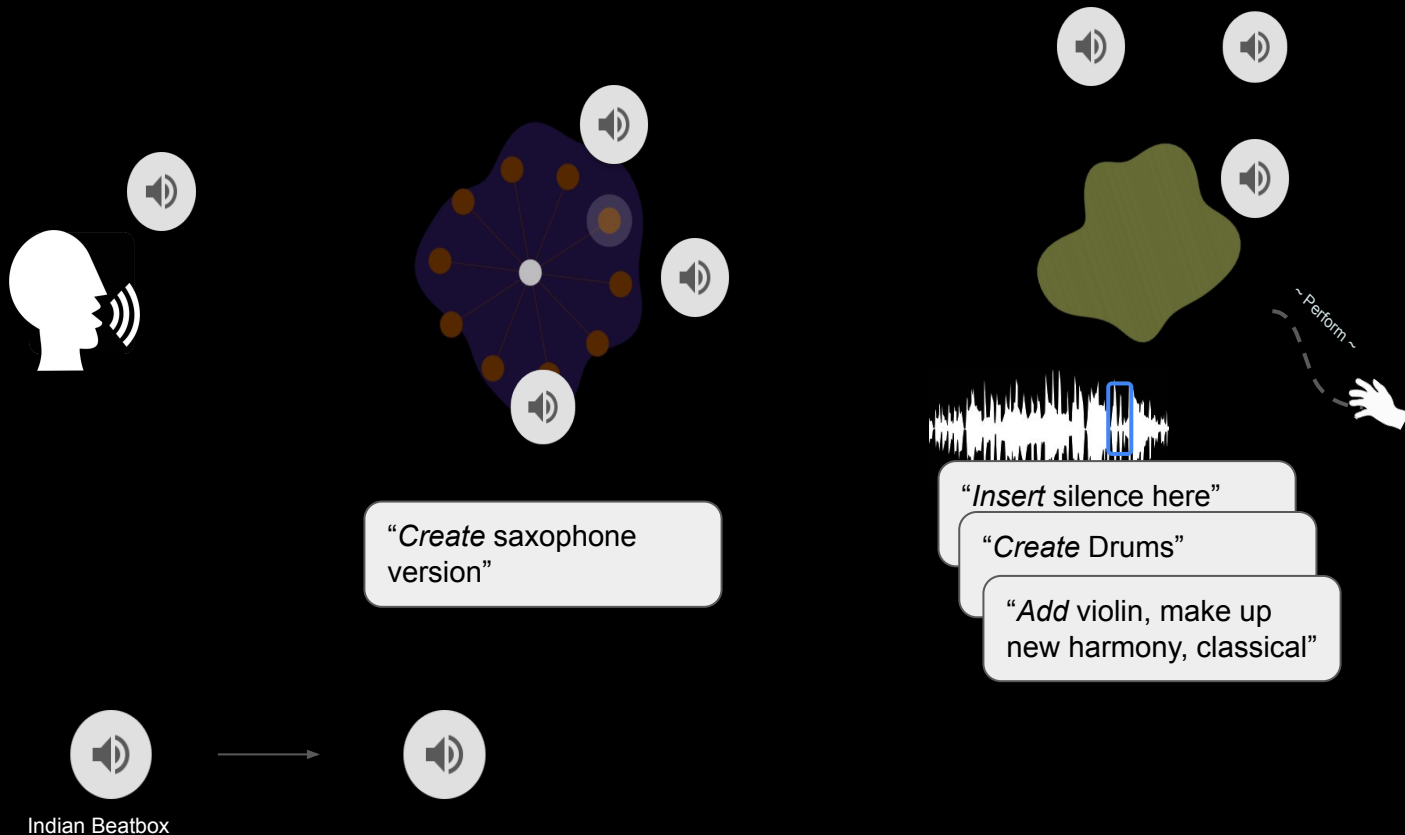 ~ Perform ~
“Insert silence here”
“Create saxophone
version”
“Create Drums”
“Add violin, make up
new harmony, classical”
Indian Beatbox